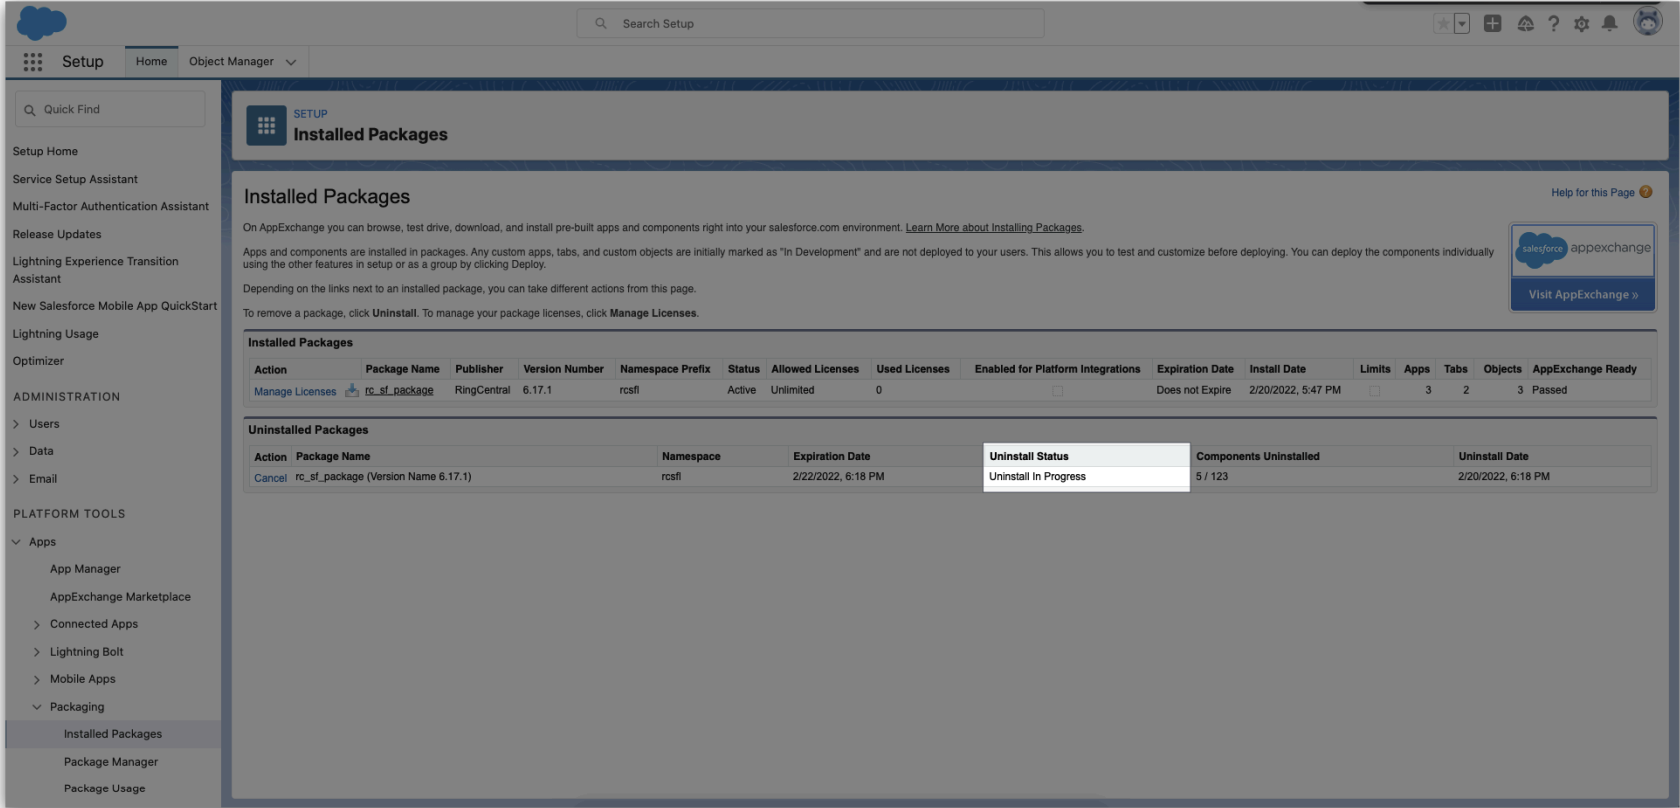 Search Setup
Setup
Home
Object Manager
Quick Find
Setup Home
Service Setup Assistant
Multi-Factor Authentication Assistant
Release Updates
Lightning Experience Transition
Assistant
New Salesforce Mobile App QuickStart
Lightning Usage
Optimizer
ADMINISTRATION
Users
Data
Email
PLATFORM TOOLS
Apps
App Manager
AppExchange Marketplace
Connected Apps
Lightning Bolt
Mobile Apps
Packaging
Installed Packages
Package Manager
Package Usage
SETUP
Installed Packages
Installed Packages
Help for this Page
On AppExchange you can browse, test drive, download, and install pre-built apps and components right into your salesforce.com environment. Learn More about Installing Packages.
Apps and components are installed in packages. Any custom apps, tabs, and custom objects are initially marked as "In Development" and are not deployed to your users. This allows you to test and customize before deploying. You can deploy the components individually
using the other features in setup or as a group by clicking Deploy.
Depending on the links next to an installed package, you can take different actions from this page.
To remove a package, click Uninstall. To manage your package licenses, click Manage Licenses.
salesforce appexchange
Visit AppExchange »
Installed Packages
Action Package Name Publisher Version Number Namespace Prefix Status Allowed Licenses Used Licenses Enabled for Platform Integrations Expiration Date Install Date Limits Apps Tabs Objects AppExchange Ready
Manage Licenses rc_sf_package RingCentral 6.17.1 rcsfl Active Unlimited 0 Does not Expire 2/20/2022, 5:47 PM 3 2 3 Passed
Uninstalled Packages
Action Package Name Namespace Expiration Date Uninstall Status Components Uninstalled Uninstall Date
Cancel rc_sf_package (Version Name 6.17.1) rcsfl 2/22/2022, 6:18 PM Uninstall In Progress 5 / 123 2/20/2022, 6:18 PM